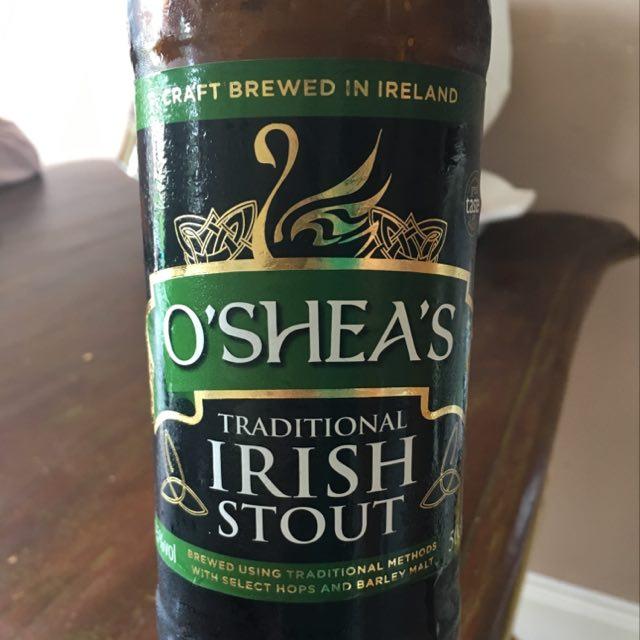 CRAFT BREWED IN IRELAND
O'SHEA'S
TRADITIONAL
IRISH
STOUT
BREWED USING TRADITIONAL METHODS
WITH SELECT HOPS AND BARLEY MALT